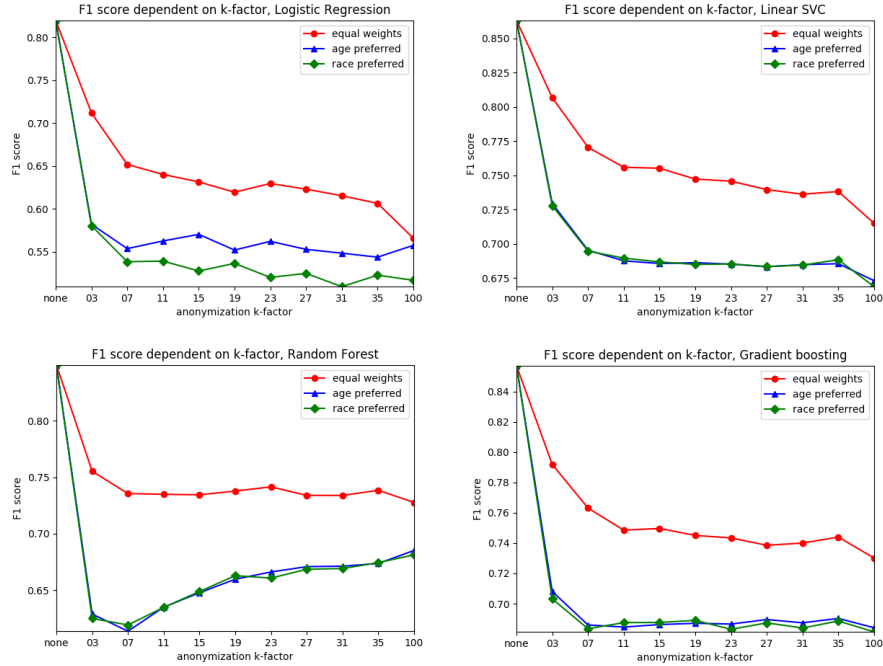 F1 score dependent on k-factor, Logistic Regression
equal weights
age preferred
race preferred
F1 score
0.80
0.75
0.70
0.65
0.60
0.55
none 03 07 11 15 19 23 27 31 35 100
anonymization k-factor
F1 score dependent on k-factor, Linear SVC
equal weights
age preferred
race preferred
F1 score
0.850
0.825
0.800
0.775
0.750
0.725
0.700
0.675
none 03 07 11 15 19 23 27 31 35 100
anonymization k-factor
F1 score dependent on k-factor, Random Forest
equal weights
age preferred
race preferred
F1 score
0.80
0.75
0.70
0.65
none 03 07 11 15 19 23 27 31 35 100
anonymization k-factor
F1 score dependent on k-factor, Gradient boosting
equal weights
age preferred
race preferred
F1 score
0.84
0.82
0.80
0.78
0.76
0.74
0.72
0.70
none 03 07 11 15 19 23 27 31 35 100
anonymization k-factor